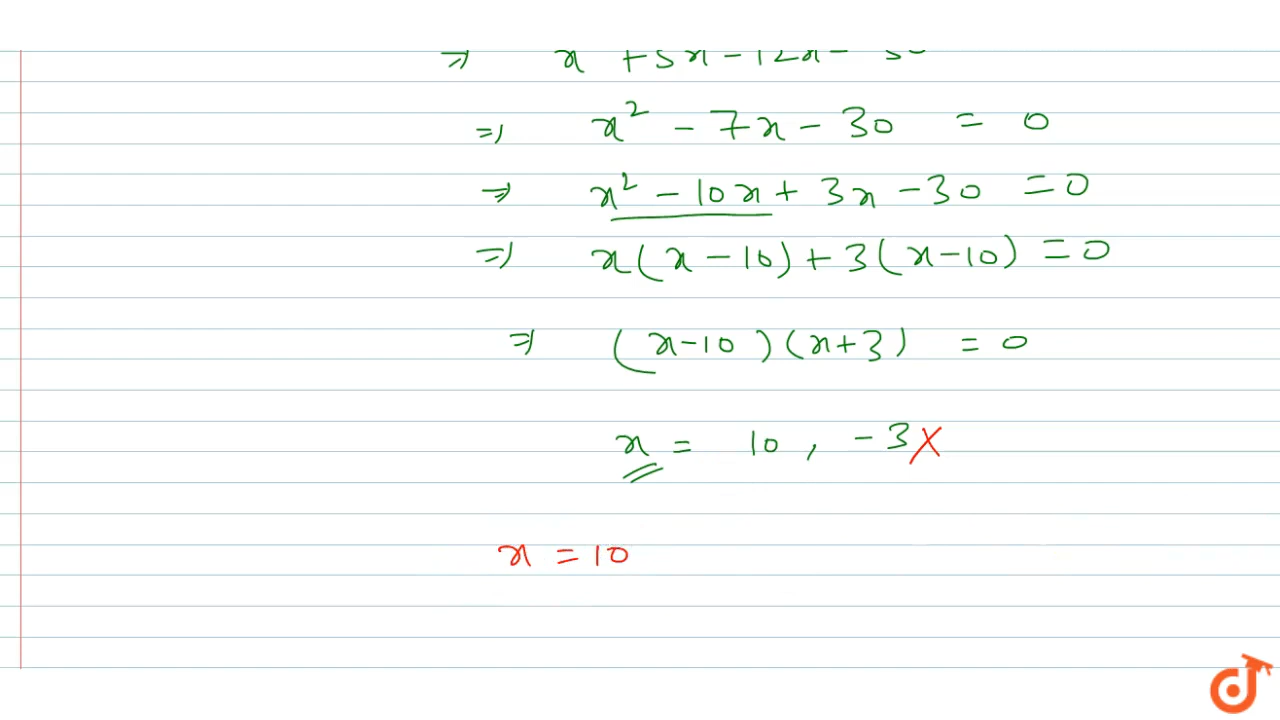 ⇒ x² - 7x - 30 = 0
⇒ x² - 10x + 3x - 30 = 0
⇒ x(x - 10) + 3(x - 10) = 0
⇒ (x - 10)(x + 3) = 0
x = 10, -3 X
x = 10